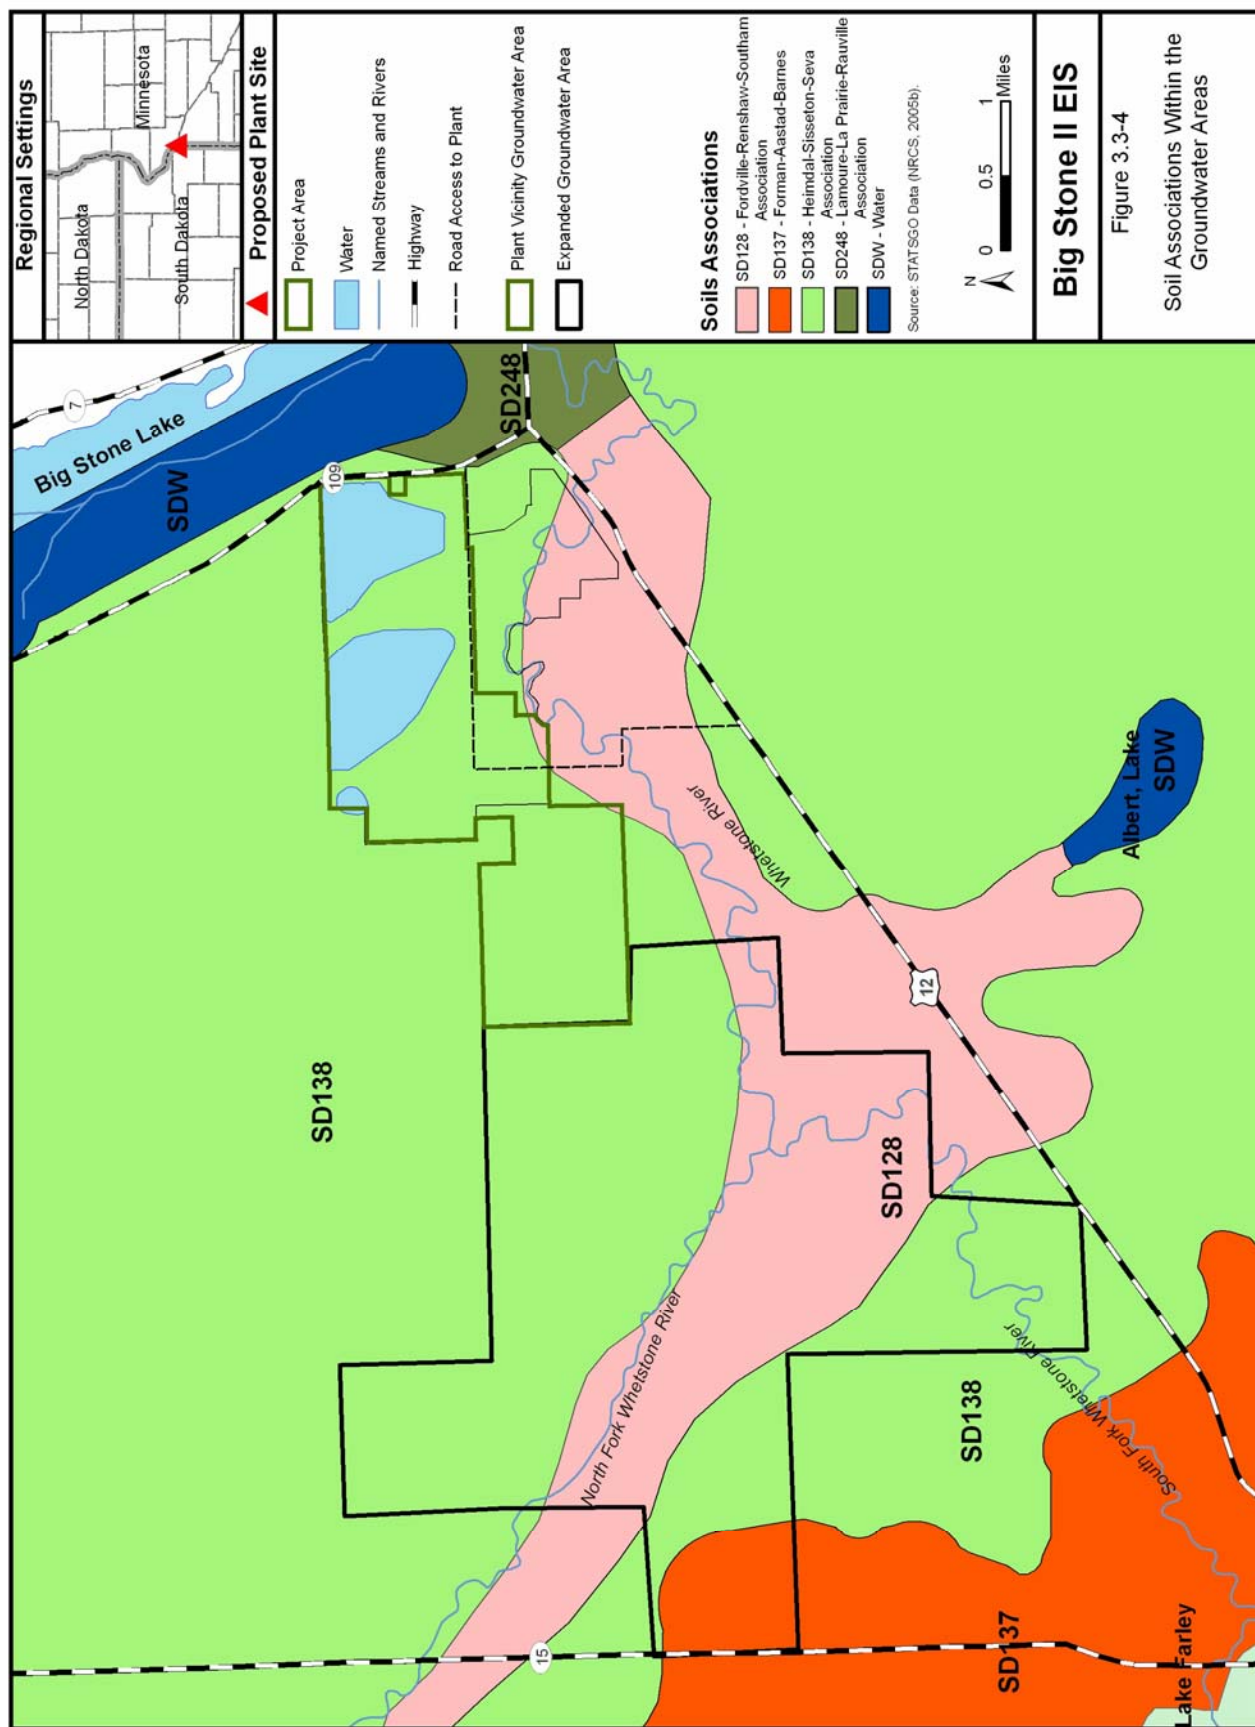 Regional Settings
North Dakota
Minnesota
South Dakota
Proposed Plant Site
Project Area
Water
Named Streams and Rivers
Highway
Road Access to Plant
Plant Vicinity Groundwater Area
Expanded Groundwater Area
Soils Associations
SD128 - Fordville-Renshaw-Southam
Association
SD137 - Forman-Aastad-Barnes
SD138 - Heimdal-Sisseton-Seva
Association
SD248 - Lamoure-La Prairie-Rauville
Association
SDW - Water
Source: STATSGO Data (NRCS, 2005b).
N
0 0.5 1
Miles
Big Stone II EIS
Figure 3.3-4
Soil Associations Within the
Groundwater Areas
7
Big Stone Lake
SDW
109
SD248
SD138
Whetstone River
Albert, Lake
SDW
12
SD128
North Fork Whetstone River
South Fork Whetstone River
SD138
15
SD137
Lake Farley